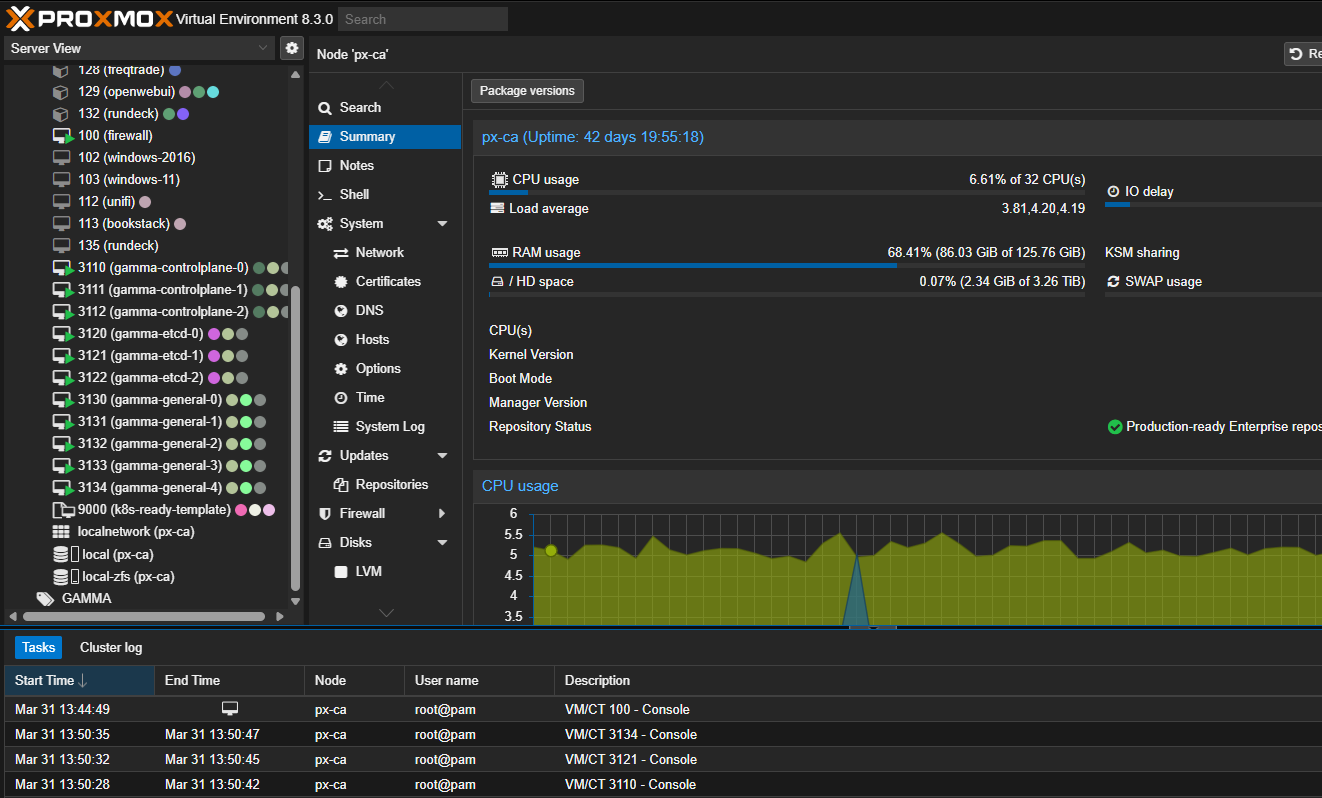 PROXMOX Virtual Environment 8.3.0 Search
Server View
Node 'px-ca'
128 (freqtrade)
129 (openwebui)
132 (rundeck)
100 (firewall)
102 (windows-2016)
103 (windows-11)
112 (unifi)
113 (bookstack)
135 (rundeck)
3110 (gamma-controlplane-0)
3111 (gamma-controlplane-1)
3112 (gamma-controlplane-2)
3120 (gamma-etcd-0)
3121 (gamma-etcd-1)
3122 (gamma-etcd-2)
3130 (gamma-general-0)
3131 (gamma-general-1)
3132 (gamma-general-2)
3133 (gamma-general-3)
3134 (gamma-general-4)
9000 (k8s-ready-template)
localnetwork (px-ca)
local (px-ca)
local-zfs (px-ca)
GAMMA
Search
Summary
Notes
Shell
System
Network
Certificates
DNS
Hosts
Options
Time
System Log
Updates
Repositories
Firewall
Disks
LVM
Re
Package versions
px-ca (Uptime: 42 days 19:55:18)
CPU usage 6.61% of 32 CPU(s)
IO delay
Load average 3.81,4.20,4.19
RAM usage 68.41% (86.03 GiB of 125.76 GiB)
KSM sharing
/ HD space 0.07% (2.34 GiB of 3.26 TiB)
SWAP usage
CPU(s)
Kernel Version
Boot Mode
Manager Version
Repository Status Production-ready Enterprise repos
CPU usage
6
5.5
5
4.5
4
3.5
Tasks Cluster log
Start Time End Time Node User name Description
Mar 31 13:44:49 px-ca root@pam VM/CT 100 - Console
Mar 31 13:50:35 Mar 31 13:50:47 px-ca root@pam VM/CT 3134 - Console
Mar 31 13:50:32 Mar 31 13:50:45 px-ca root@pam VM/CT 3121 - Console
Mar 31 13:50:28 Mar 31 13:50:42 px-ca root@pam VM/CT 3110 - Console